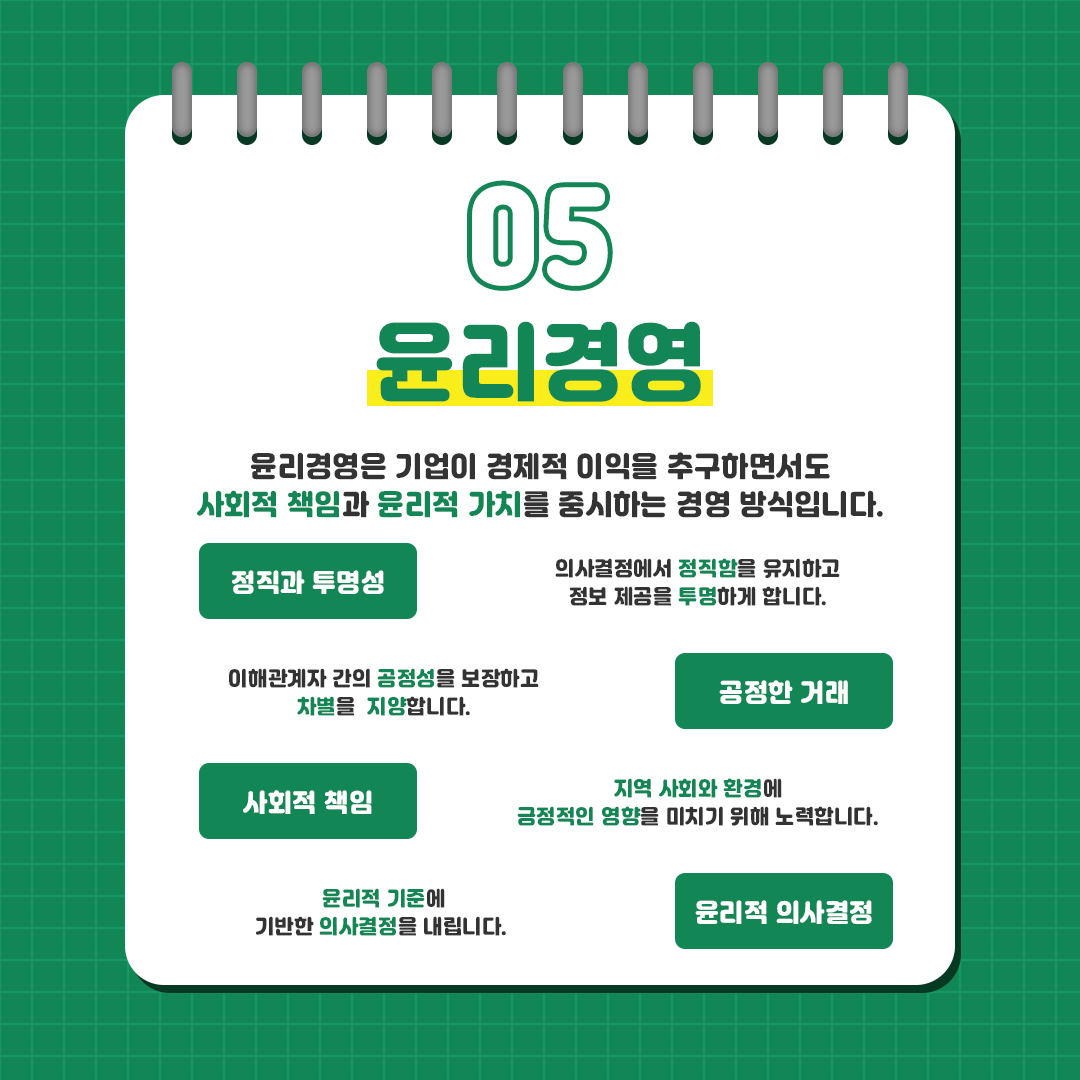 05
윤리경영
윤리경영은 기업이 경제적 이익을 추구하면서도
사회적 책임과 윤리적 가치를 중시하는 경영 방식입니다.
정직과 투명성
의사결정에서 정직함을 유지하고
정보 제공을 투명하게 합니다.
이해관계자 간의 공정성을 보장하고
차별을 지양합니다.
공정한 거래
사회적 책임
지역 사회와 환경에
긍정적인 영향을 미치기 위해 노력합니다.
윤리적 기준에
기반한 의사결정을 내립니다.
윤리적 의사결정